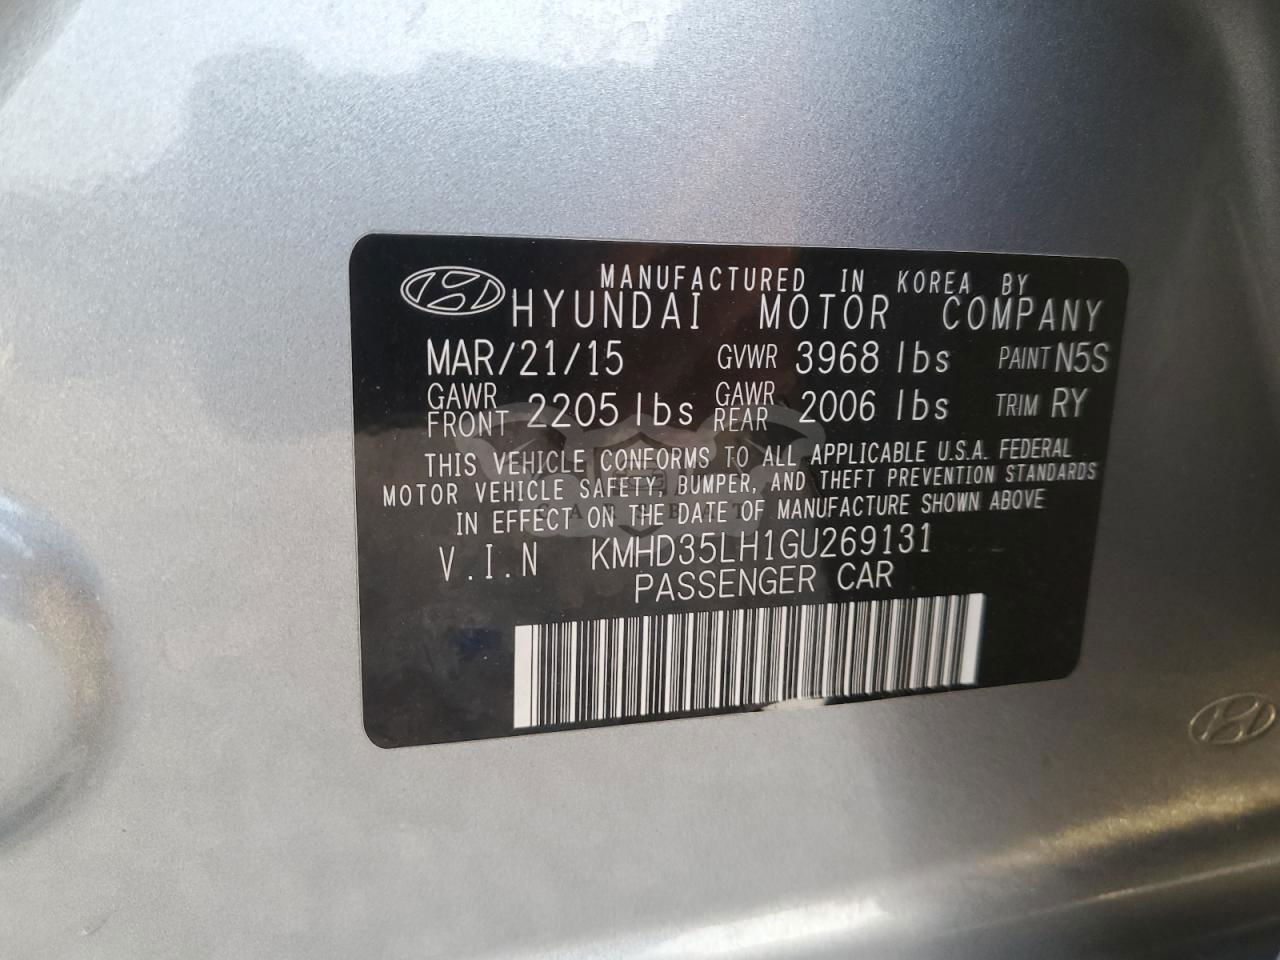 MANUFACTURED IN KOREA BY
HYUNDAI MOTOR COMPANY
MAR/21/15 GVWR 3968 lbs PAINT N5S
GAWR FRONT 2205 lbs GAWR REAR 2006 lbs TRIM RY
THIS VEHICLE CONFORMS TO ALL APPLICABLE U.S.A. FEDERAL
MOTOR VEHICLE SAFETY, BUMPER, AND THEFT PREVENTION STANDARDS
IN EFFECT ON THE DATE OF MANUFACTURE SHOWN ABOVE
V.I.N KMHD35LH1GU269131
PASSENGER CAR